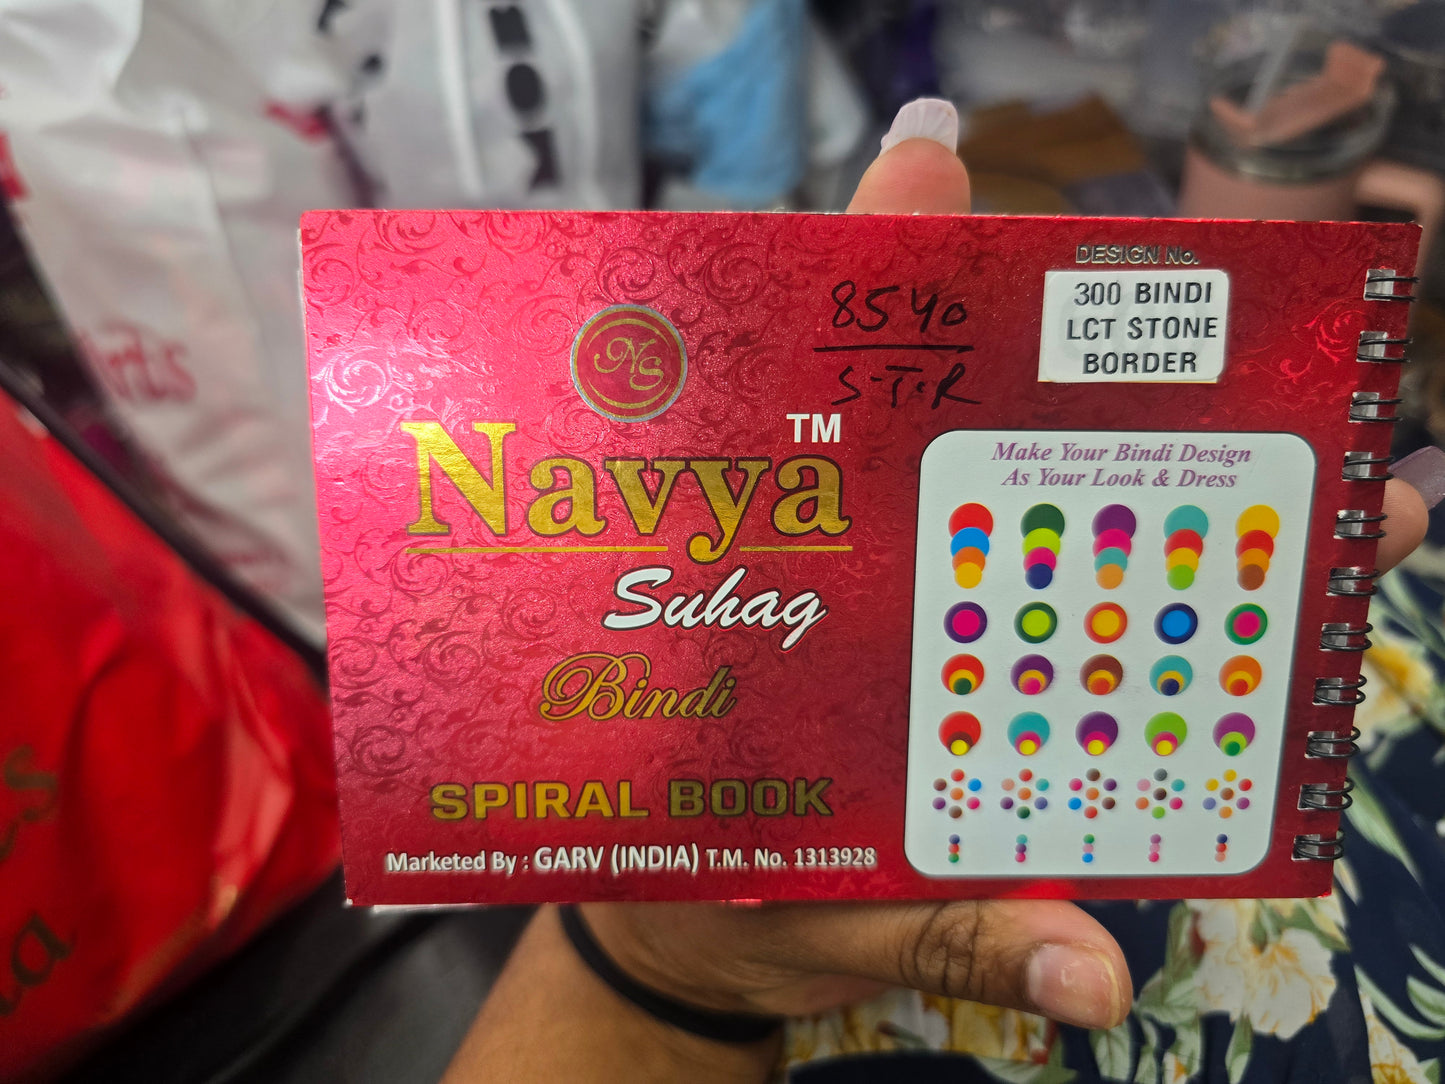 DESIGN No.
300 BINDI
LCT STONE
BORDER
8540
S-T.R
NS
TM
Navya
Suhag
Bindi
SPIRAL BOOK
Marketed By : GARV (INDIA) T.M. No. 1313928
Make Your Bindi Design
As Your Look & Dress